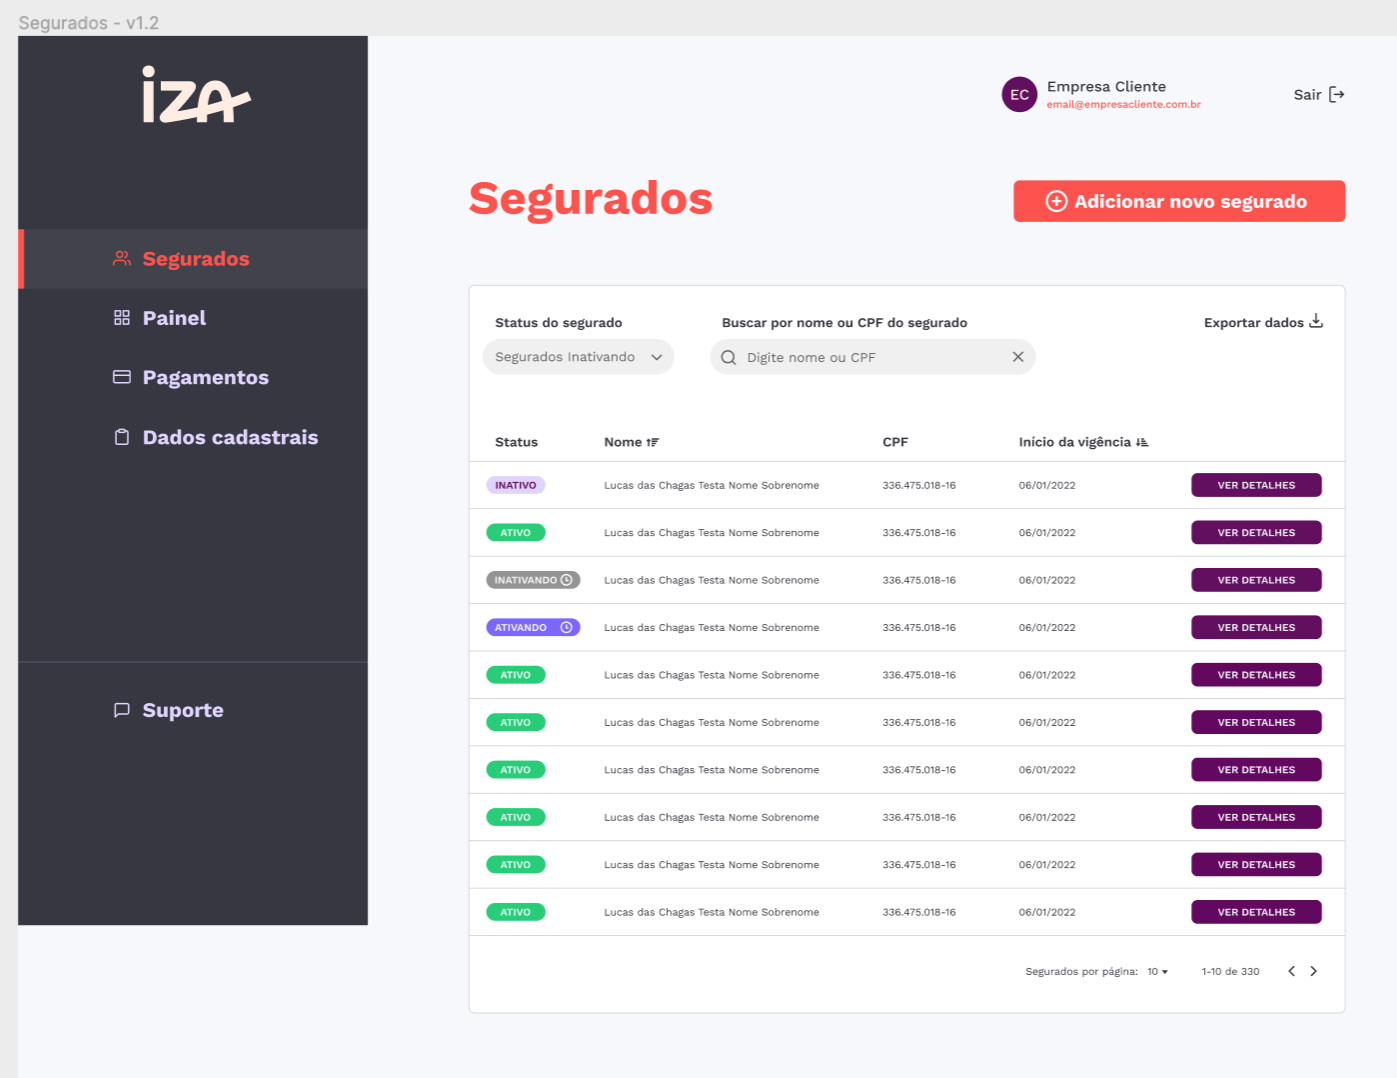 Segurados - v1.2
iza
EC
Empresa Cliente
email@empresacliente.com.br
Sair
Segurados
Adicionar novo segurado
Segurados
Painel
Pagamentos
Dados cadastrais
Suporte
Status do segurado
Buscar por nome ou CPF do segurado
Exportar dados
Segurados Inativando
Digite nome ou CPF
Status Nome CPF Início da vigência
INATIVO Lucas das Chagas Testa Nome Sobrenome 336.475.018-16 06/01/2022 VER DETALHES
ATIVO Lucas das Chagas Testa Nome Sobrenome 336.475.018-16 06/01/2022 VER DETALHES
INATIVANDO Lucas das Chagas Testa Nome Sobrenome 336.475.018-16 06/01/2022 VER DETALHES
ATIVANDO Lucas das Chagas Testa Nome Sobrenome 336.475.018-16 06/01/2022 VER DETALHES
ATIVO Lucas das Chagas Testa Nome Sobrenome 336.475.018-16 06/01/2022 VER DETALHES
ATIVO Lucas das Chagas Testa Nome Sobrenome 336.475.018-16 06/01/2022 VER DETALHES
ATIVO Lucas das Chagas Testa Nome Sobrenome 336.475.018-16 06/01/2022 VER DETALHES
ATIVO Lucas das Chagas Testa Nome Sobrenome 336.475.018-16 06/01/2022 VER DETALHES
ATIVO Lucas das Chagas Testa Nome Sobrenome 336.475.018-16 06/01/2022 VER DETALHES
ATIVO Lucas das Chagas Testa Nome Sobrenome 336.475.018-16 06/01/2022 VER DETALHES
Segurados por página: 10 1-10 de 330